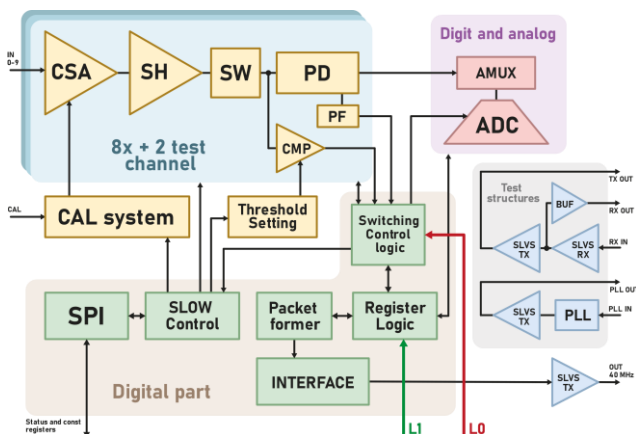 IN
0-9
CSA
SH
SW
PD
PF
CMP
8x + 2 test
channel
Digit and analog
AMUX
ADC
Test
structures
TX OUT
BUF
RX OUT
SLVS
TX
SLVS
RX
RX IN
PLL OUT
SLVS
TX
PLL
PLL IN
CAL
CAL system
Threshold
Setting
Switching
Control
logic
SPI
SLOW
Control
Packet
former
Register
Logic
INTERFACE
Digital part
SLVS
TX
OUT
40 MHz
Status and const
registers
L1
L0